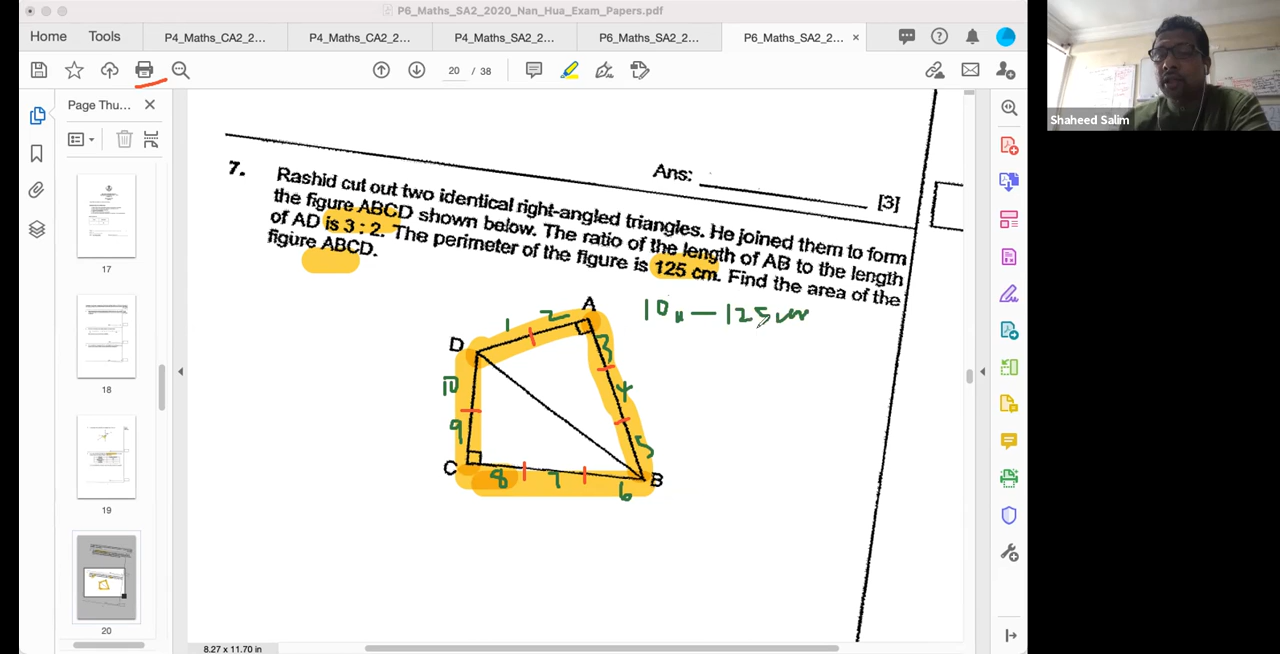 P6_Maths_SA2_2020_Nan_Hua_Exam_Papers.pdf
Home
Tools
P4_Maths_CA2_2...
P4_Maths_CA2_2...
P4_Maths_SA2_2...
P6_Maths_SA2_2...
P6_Maths_SA2_2... ×
20 / 38
Page Thu...
17
18
19
20
Ans: [3]
7. Rashid cut out two identical right-angled triangles. He joined them to form
the figure ABCD shown below. The ratio of the length of AB to the length
of AD is 3 : 2. The perimeter of the figure is 125 cm. Find the area of the
figure ABCD.
10u — 125cm
A
D
C
B
1
2
3
4
5
6
7
8
9
10
8.27 x 11.70 in
Shaheed Salim